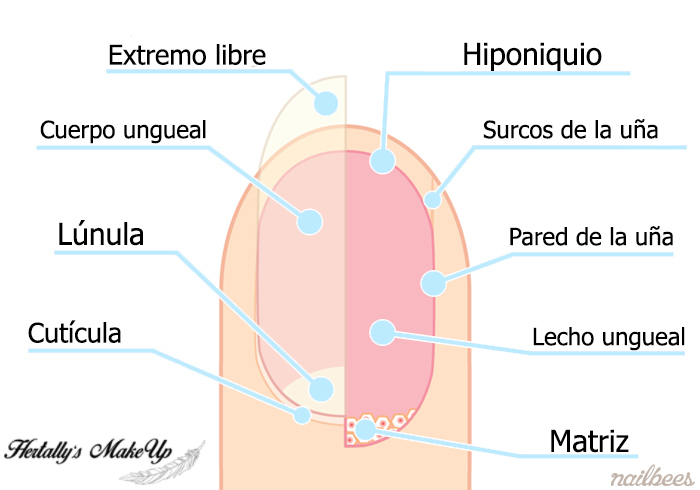 Extremo libre
Hiponiquio
Cuerpo ungueal
Surcos de la uña
Lúnula
Pared de la uña
Cutícula
Lecho ungueal
Matriz
Hertally's MakeUp
nailbees